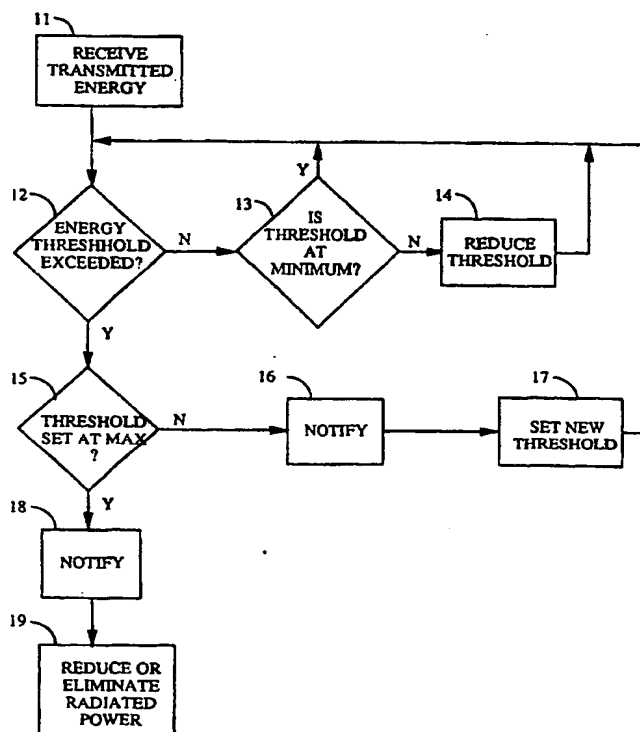 11
RECEIVE
TRANSMITTED
ENERGY
12
ENERGY
THRESHHOLD
EXCEEDED?
N
Y
13
IS
THRESHOLD
AT
MINIMUM?
Y
N
14
REDUCE
THRESHOLD
15
THRESHOLD
SET AT MAX
?
N
Y
16
NOTIFY
17
SET NEW
THRESHOLD
18
NOTIFY
19
REDUCE OR
ELIMINATE
RADIATED
POWER